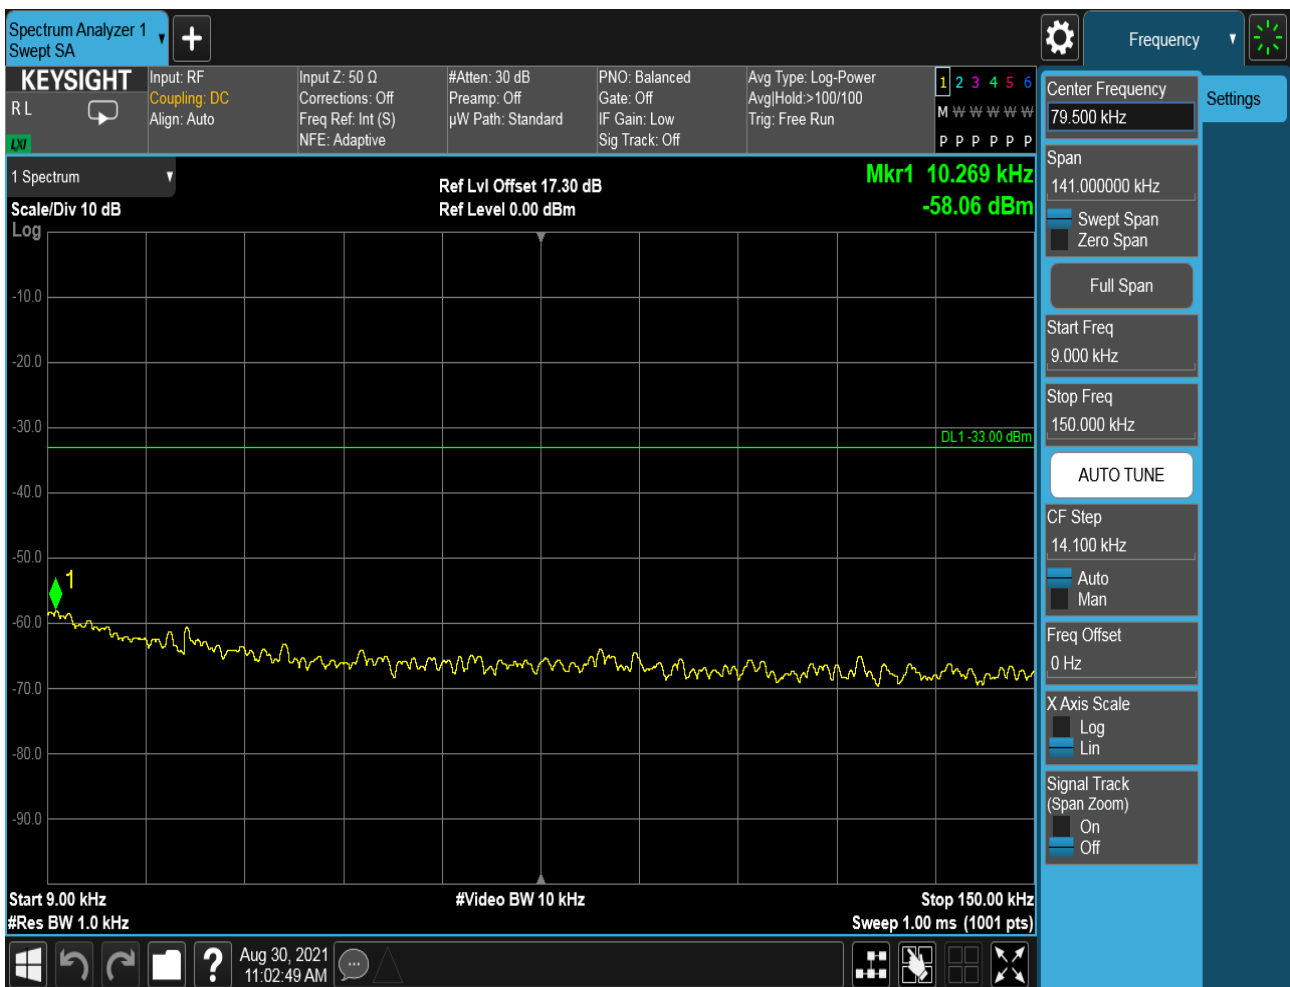 Spectrum Analyzer 1
Swept SA
Frequency
KEYSIGHT
R L
LXI
Input: RF
Coupling: DC
Align: Auto
Input Z: 50 Ω
Corrections: Off
Freq Ref: Int (S)
NFE: Adaptive
#Atten: 30 dB
Preamp: Off
µW Path: Standard
PNO: Balanced
Gate: Off
IF Gain: Low
Sig Track: Off
Avg Type: Log-Power
Avg|Hold:>100/100
Trig: Free Run
1 2 3 4 5 6
M W W W W W
P P P P P P
1 Spectrum
Scale/Div 10 dB
Log
Ref Lvl Offset 17.30 dB
Ref Level 0.00 dBm
Mkr1 10.269 kHz
-58.06 dBm
-10.0
-20.0
-30.0
DL1 -33.00 dBm
-40.0
-50.0
1
-60.0
-70.0
-80.0
-90.0
Start 9.00 kHz
#Video BW 10 kHz
Stop 150.00 kHz
#Res BW 1.0 kHz
Sweep 1.00 ms (1001 pts)
Aug 30, 2021
11:02:49 AM
Center Frequency
79.500 kHz
Settings
Span
141.000000 kHz
Swept Span
Zero Span
Full Span
Start Freq
9.000 kHz
Stop Freq
150.000 kHz
AUTO TUNE
CF Step
14.100 kHz
Auto
Man
Freq Offset
0 Hz
X Axis Scale
Log
Lin
Signal Track
(Span Zoom)
On
Off